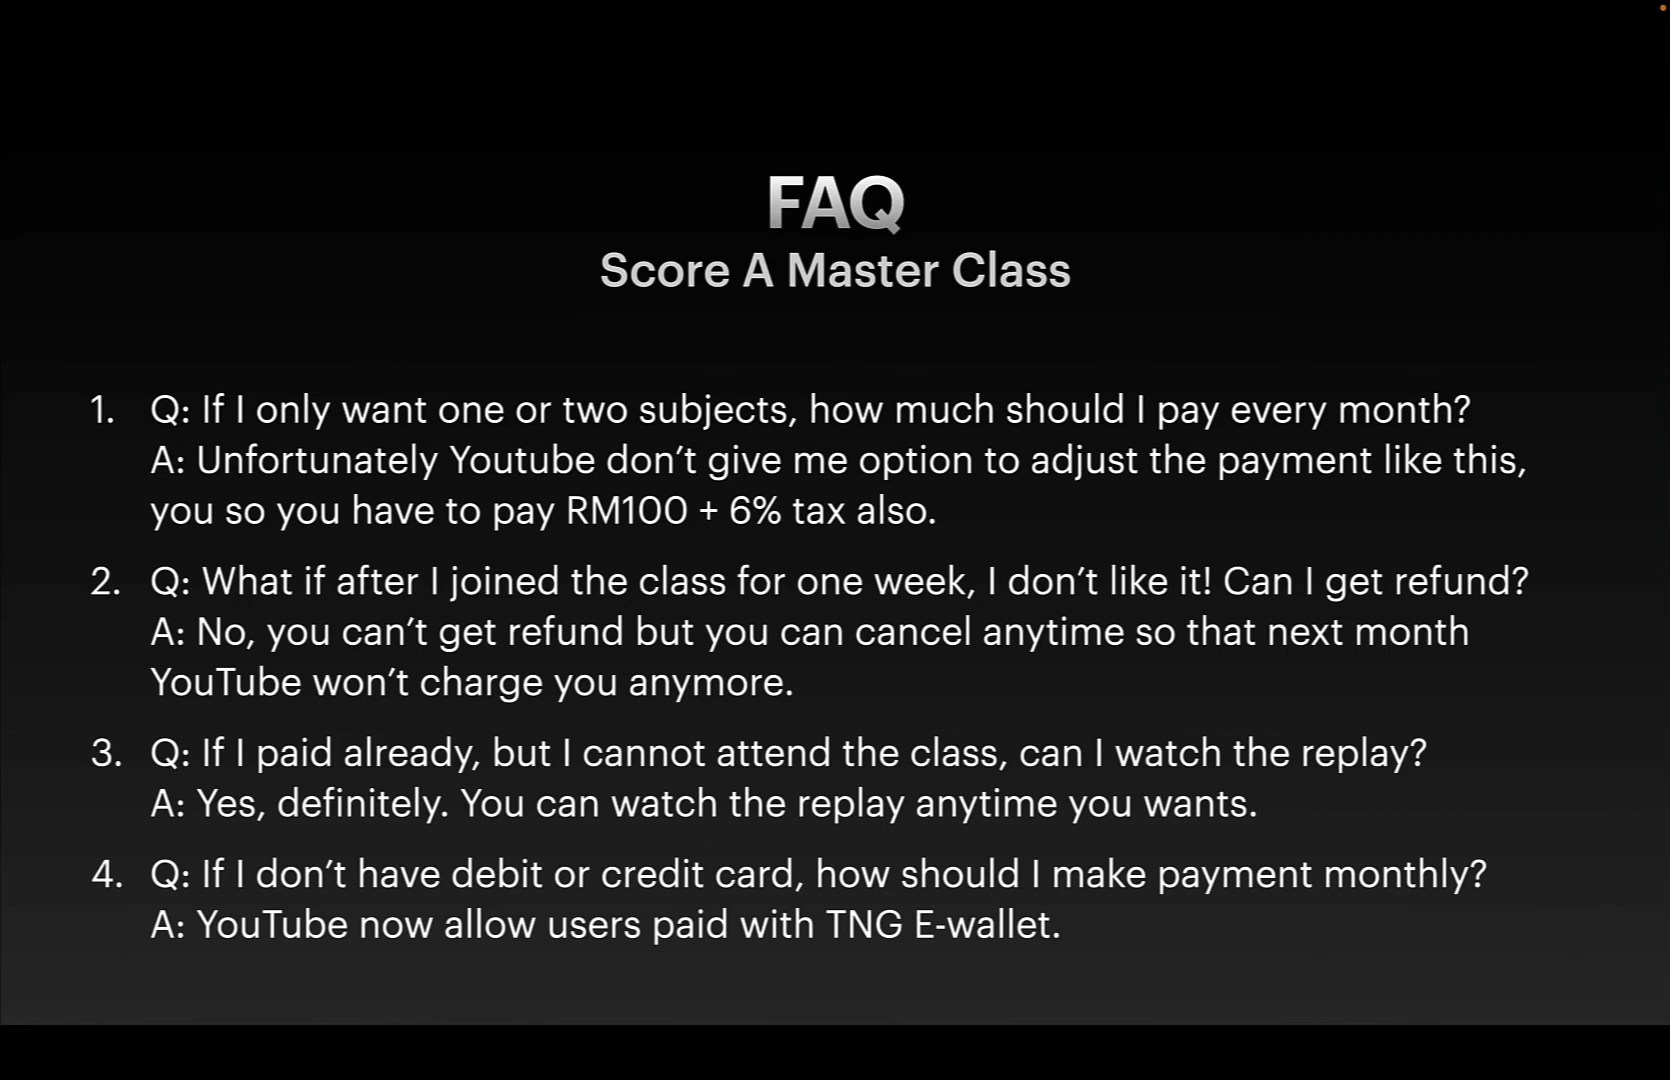 FAQ
Score A Master Class
1. Q: If I only want one or two subjects, how much should I pay every month?
A: Unfortunately Youtube don’t give me option to adjust the payment like this,
you so you have to pay RM100 + 6% tax also.
2. Q: What if after I joined the class for one week, I don’t like it! Can I get refund?
A: No, you can’t get refund but you can cancel anytime so that next month
YouTube won’t charge you anymore.
3. Q: If I paid already, but I cannot attend the class, can I watch the replay?
A: Yes, definitely. You can watch the replay anytime you wants.
4. Q: If I don’t have debit or credit card, how should I make payment monthly?
A: YouTube now allow users paid with TNG E-wallet.